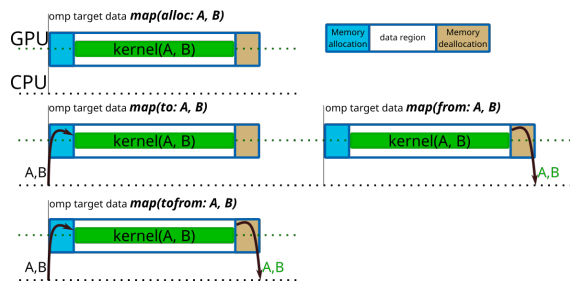 omp target data map(alloc: A, B)
GPU
kernel(A, B)
CPU
Memory allocation
data region
Memory deallocation
omp target data map(to: A, B)
kernel(A, B)
A,B
omp target data map(from: A, B)
kernel(A, B)
A,B
omp target data map(tofrom: A, B)
kernel(A, B)
A,B
A,B